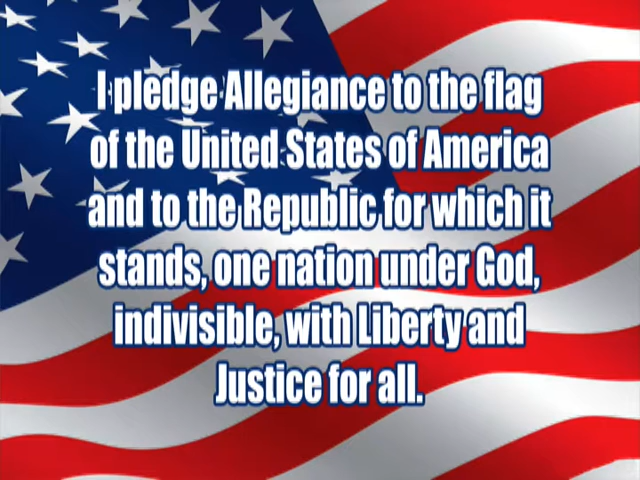 I pledge Allegiance to the flag
of the United States of America
and to the Republic for which it
stands, one nation under God,
indivisible, with Liberty and
Justice for all.